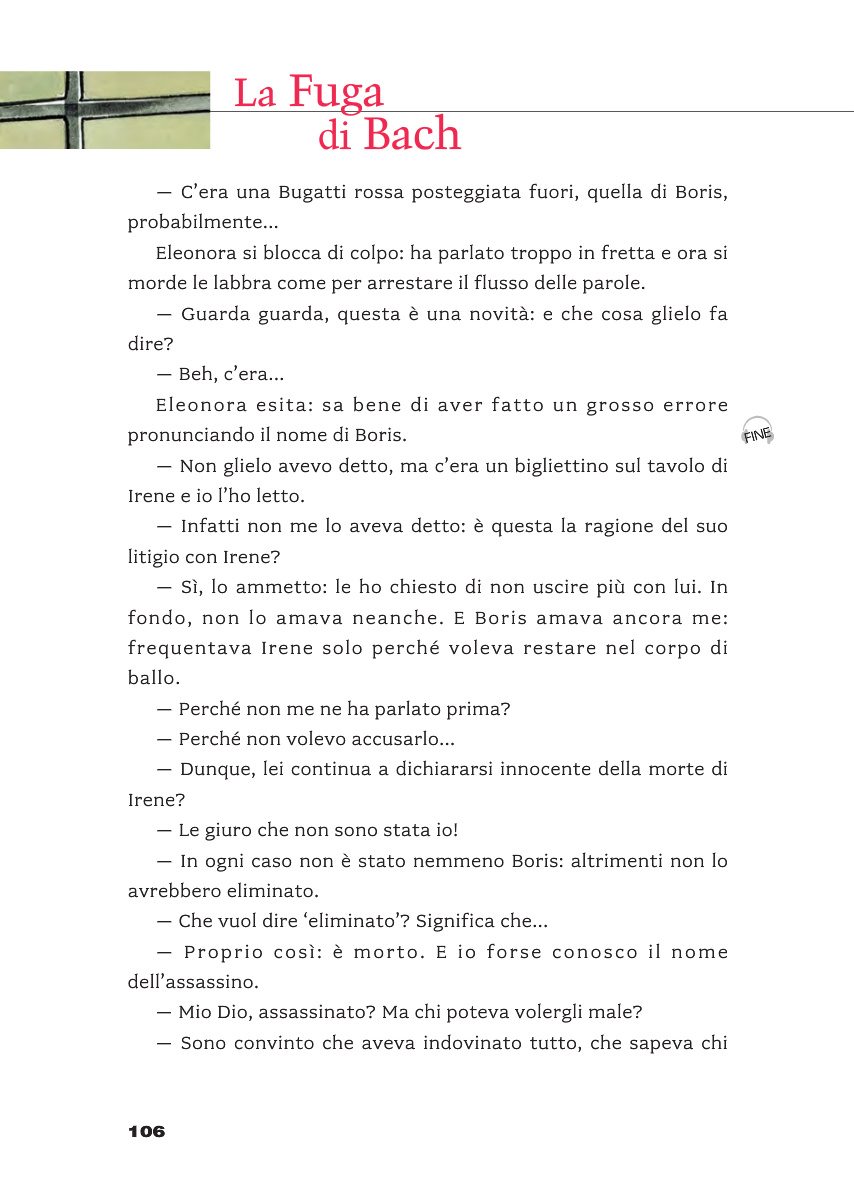 La Fuga
di Bach
— C’era una Bugatti rossa posteggiata fuori, quella di Boris,
probabilmente...
Eleonora si blocca di colpo: ha parlato troppo in fretta e ora si
morde le labbra come per arrestare il flusso delle parole.
— Guarda guarda, questa è una novità: e che cosa glielo fa
dire?
— Beh, c’era...
Eleonora esita: sa bene di aver fatto un grosso errore
pronunciando il nome di Boris.
FINE
— Non glielo avevo detto, ma c’era un bigliettino sul tavolo di
Irene e io l’ho letto.
— Infatti non me lo aveva detto: è questa la ragione del suo
litigio con Irene?
— Sì, lo ammetto: le ho chiesto di non uscire più con lui. In
fondo, non lo amava neanche. E Boris amava ancora me:
frequentava Irene solo perché voleva restare nel corpo di
ballo.
— Perché non me ne ha parlato prima?
— Perché non volevo accusarlo...
— Dunque, lei continua a dichiararsi innocente della morte di
Irene?
— Le giuro che non sono stata io!
— In ogni caso non è stato nemmeno Boris: altrimenti non lo
avrebbero eliminato.
— Che vuol dire ‘eliminato’? Significa che...
— Proprio così: è morto. E io forse conosco il nome
dell’assassino.
— Mio Dio, assassinato? Ma chi poteva volergli male?
— Sono convinto che aveva indovinato tutto, che sapeva chi
106